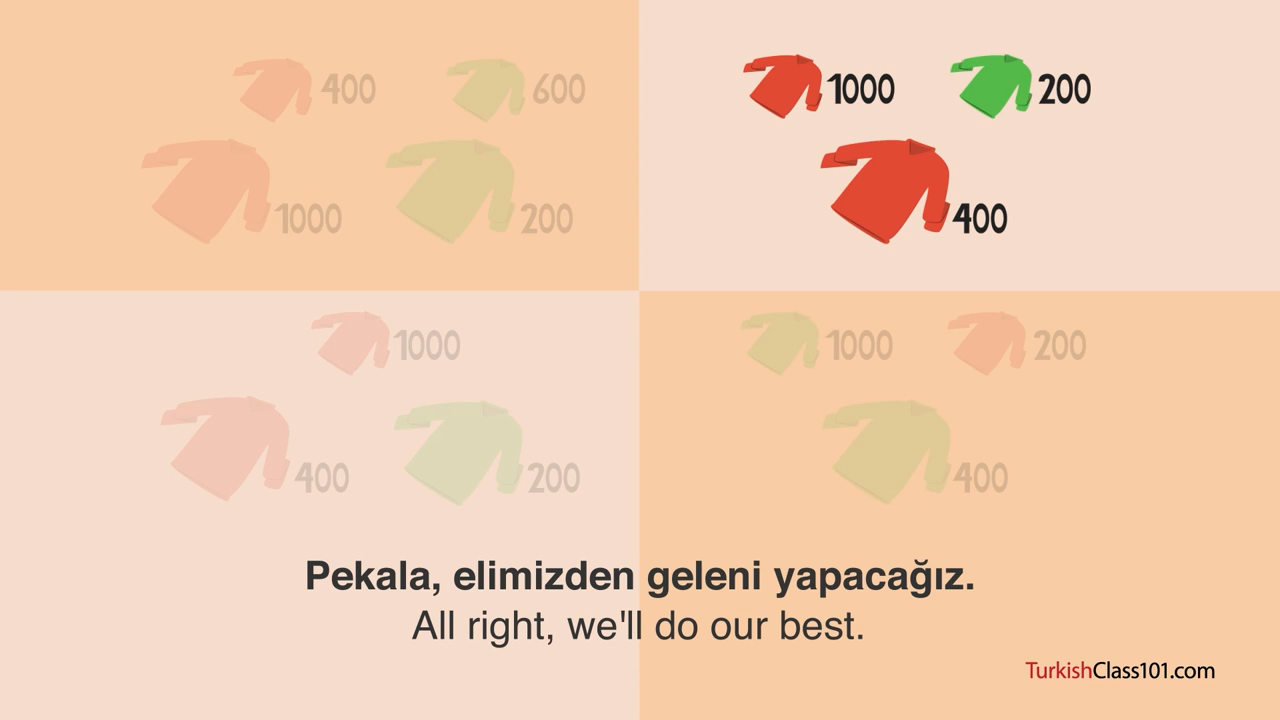 400 600
1000 200
1000 200
400
1000
400 200
1000 200
400
Pekala, elimizden geleni yapacağız.
All right, we'll do our best.
TurkishClass101.com